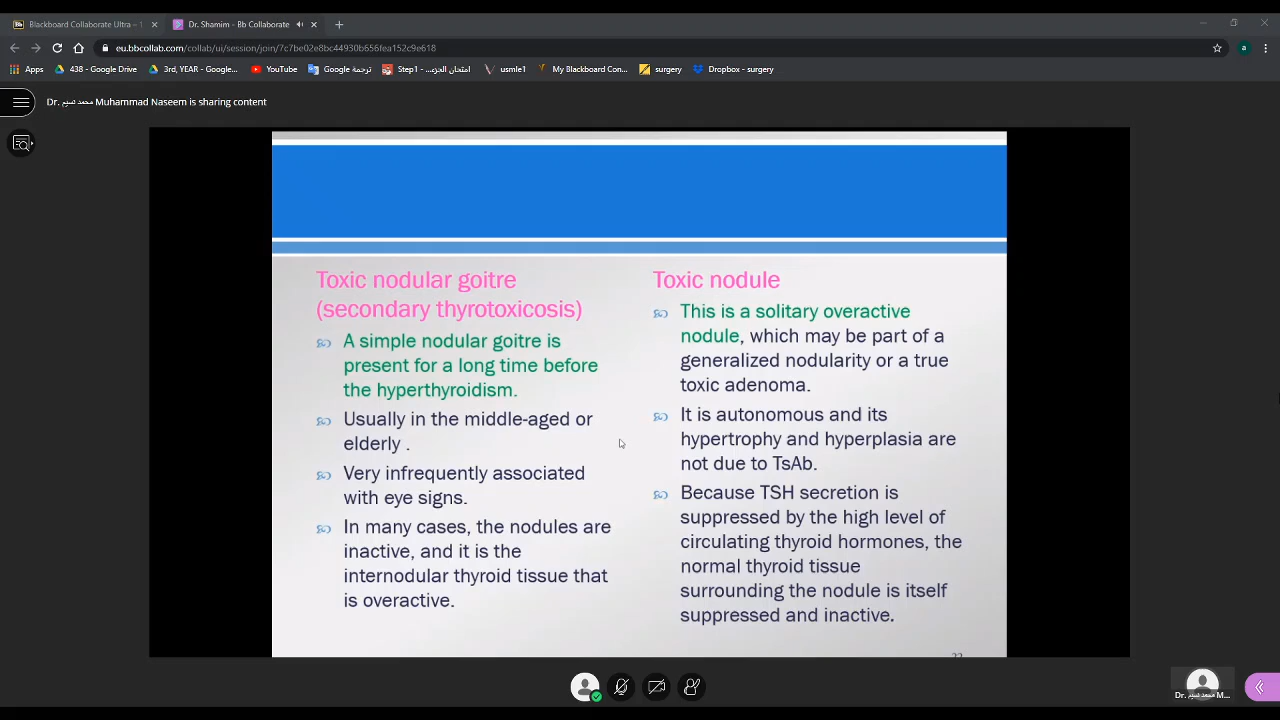 Blackboard Collaborate Ultra – 1
Dr. Shamim - Bb Collaborate
eu.bbcollab.com/collab/ui/session/join/7c7be02e8bc44930b656fea152c9e618
a
Apps
438 - Google Drive
3rd, YEAR - Google...
YouTube
Google ترجمة
Step1 - ...امتحان الجزء
usmle1
My Blackboard Con...
surgery
Dropbox - surgery
Dr. محمد نسيم Muhammad Naseem is sharing content
Toxic nodular goitre
(secondary thyrotoxicosis)
A simple nodular goitre is
present for a long time before
the hyperthyroidism.
Usually in the middle-aged or
elderly .
Very infrequently associated
with eye signs.
In many cases, the nodules are
inactive, and it is the
internodular thyroid tissue that
is overactive.
Toxic nodule
This is a solitary overactive
nodule, which may be part of a
generalized nodularity or a true
toxic adenoma.
It is autonomous and its
hypertrophy and hyperplasia are
not due to TsAb.
Because TSH secretion is
suppressed by the high level of
circulating thyroid hormones, the
normal thyroid tissue
surrounding the nodule is itself
suppressed and inactive.
Dr. محمد نسيم M...